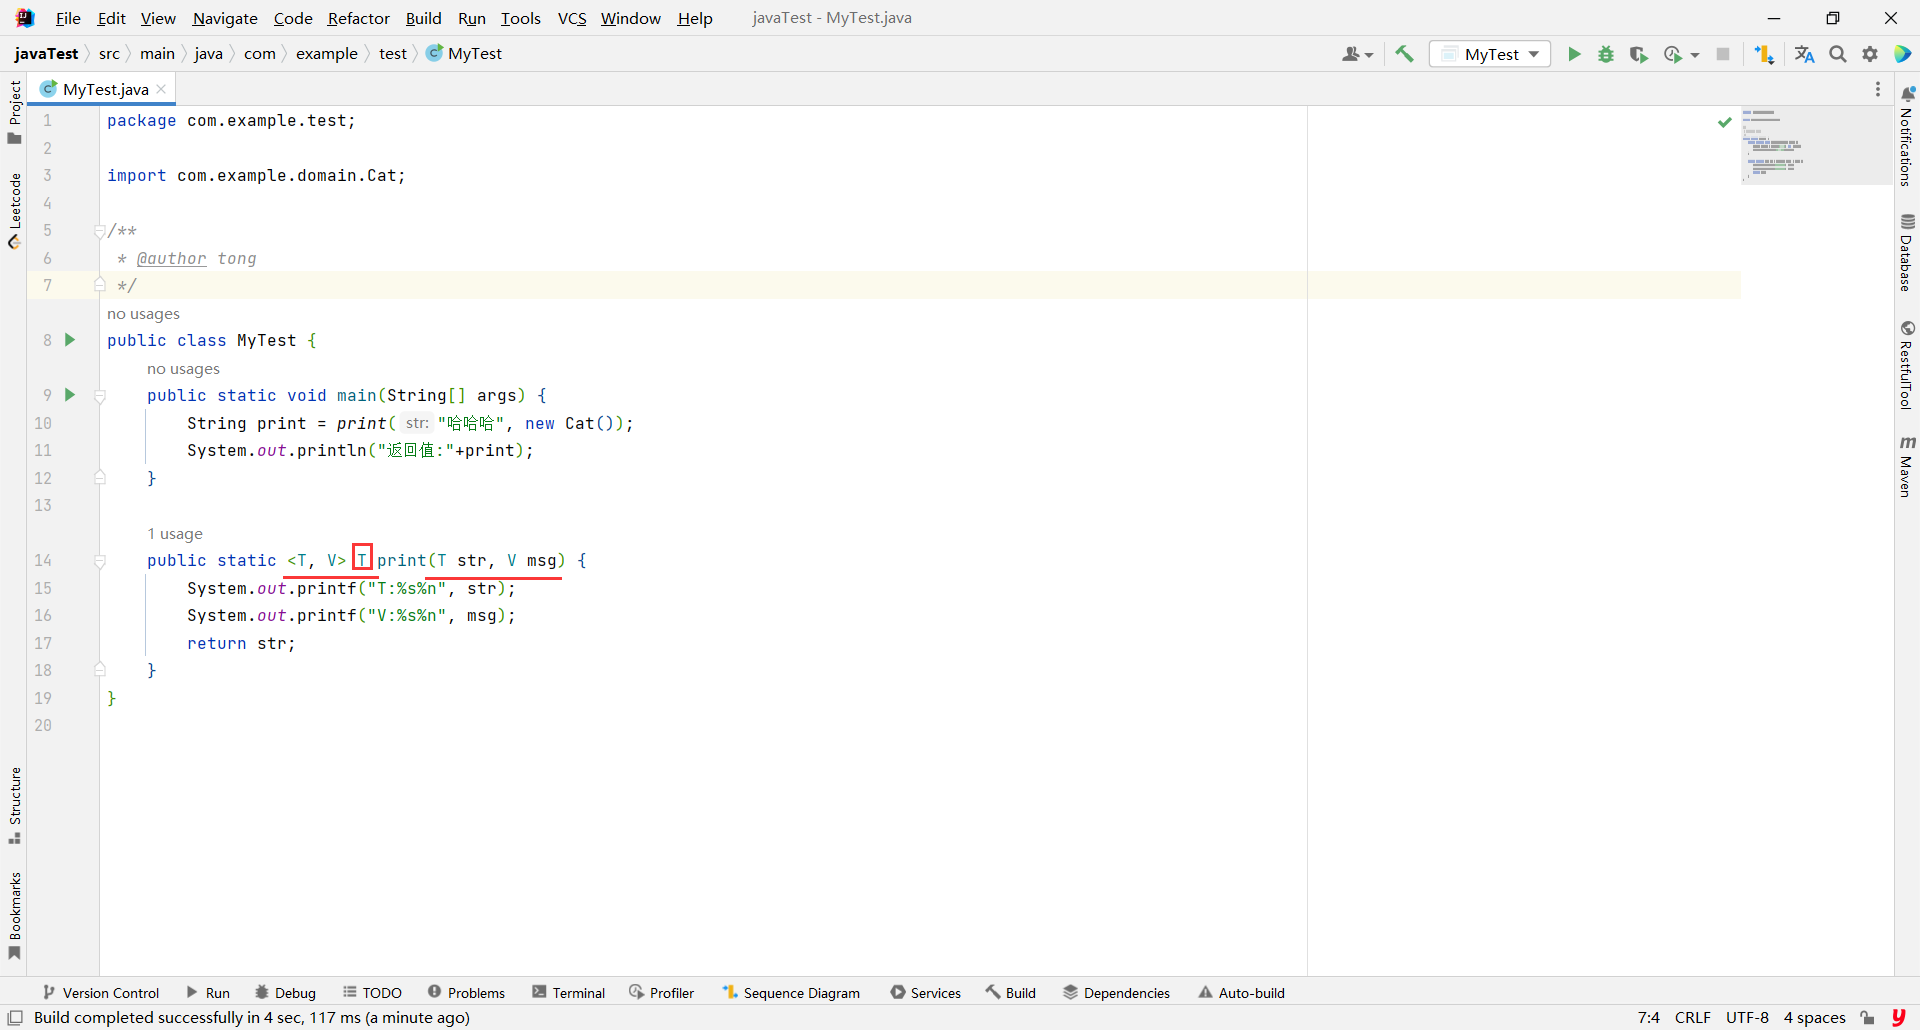 File Edit View Navigate Code Refactor Build Run Tools VCS Window Help javaTest - MyTest.java
javaTest src main java com example test MyTest
MyTest
MyTest.java
Project
Leetcode
Structure
Bookmarks
1 package com.example.test;
2
3 import com.example.domain.Cat;
4
5 /**
6 * @author tong
7 */
no usages
8 public class MyTest {
no usages
9 public static void main(String[] args) {
10 String print = print( str: "哈哈哈", new Cat());
11 System.out.println("返回值:"+print);
12 }
13
1 usage
14 public static <T, V> T print(T str, V msg) {
15 System.out.printf("T:%s%n", str);
16 System.out.printf("V:%s%n", msg);
17 return str;
18 }
19 }
20
Notifications
Database
RestfulTool
m Maven
Version Control Run Debug TODO Problems Terminal Profiler Sequence Diagram Services Build Dependencies Auto-build
Build completed successfully in 4 sec, 117 ms (a minute ago) 7:4 CRLF UTF-8 4 spaces